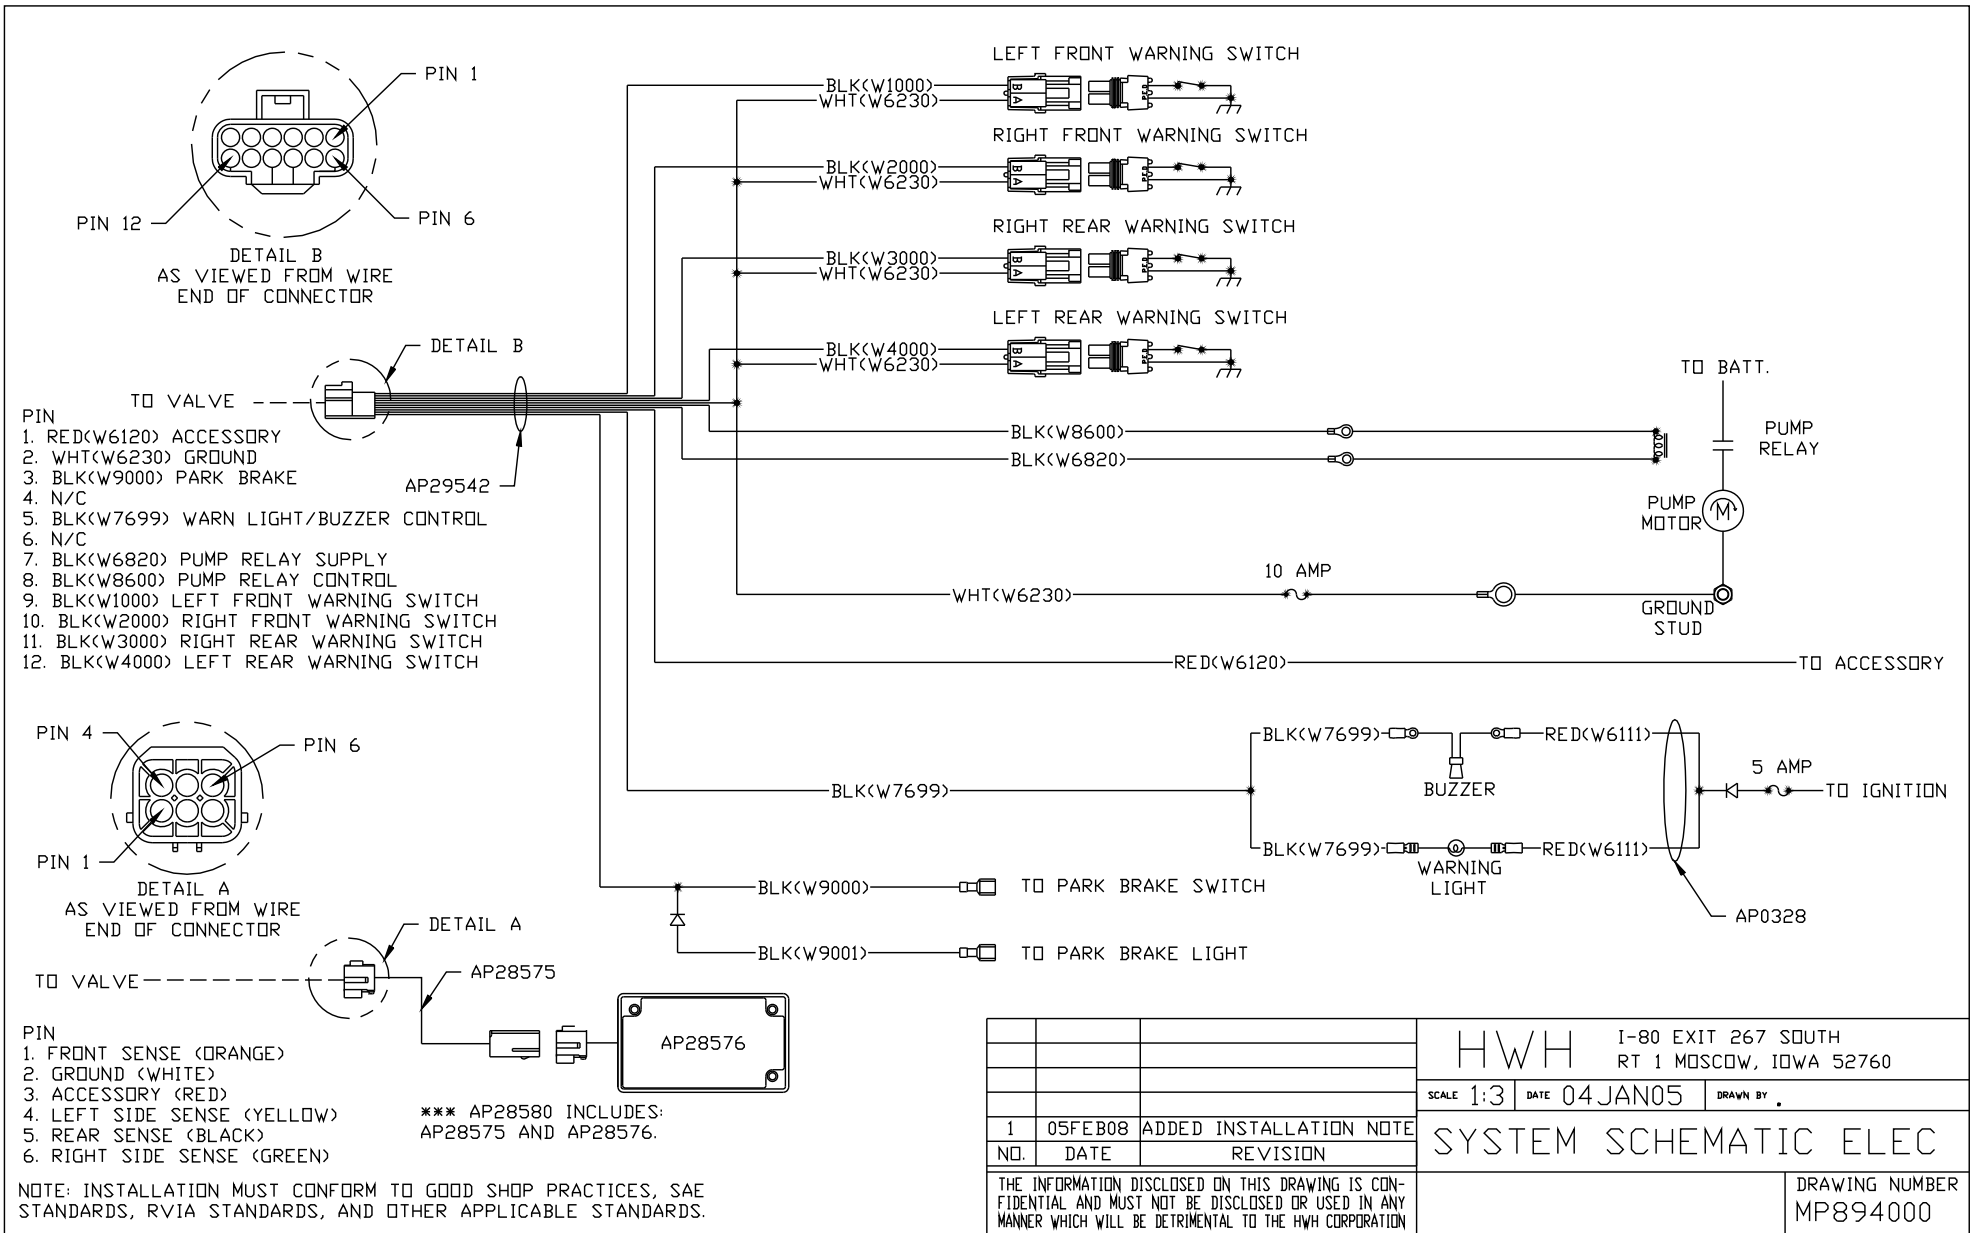 PIN 1
PIN 12
PIN 6
DETAIL B
AS VIEWED FROM WIRE
END OF CONNECTOR
LEFT FRONT WARNING SWITCH
BLK(W1000)
WHT(W6230)
B
A
RIGHT FRONT WARNING SWITCH
BLK(W2000)
WHT(W6230)
B
A
RIGHT REAR WARNING SWITCH
BLK(W3000)
WHT(W6230)
B
A
LEFT REAR WARNING SWITCH
BLK(W4000)
WHT(W6230)
B
A
DETAIL B
TO VALVE
AP29542
PIN
1. RED(W6120) ACCESSORY
2. WHT(W6230) GROUND
3. BLK(W9000) PARK BRAKE
4. N/C
5. BLK(W7699) WARN LIGHT/BUZZER CONTROL
6. N/C
7. BLK(W6820) PUMP RELAY SUPPLY
8. BLK(W8600) PUMP RELAY CONTROL
9. BLK(W1000) LEFT FRONT WARNING SWITCH
10. BLK(W2000) RIGHT FRONT WARNING SWITCH
11. BLK(W3000) RIGHT REAR WARNING SWITCH
12. BLK(W4000) LEFT REAR WARNING SWITCH
BLK(W8600)
BLK(W6820)
TO BATT.
PUMP
RELAY
PUMP
MOTOR
M
10 AMP
WHT(W6230)
GROUND
STUD
RED(W6120)
TO ACCESSORY
BLK(W7699)
RED(W6111)
BUZZER
5 AMP
TO IGNITION
BLK(W7699)
BLK(W7699)
RED(W6111)
WARNING
LIGHT
AP0328
BLK(W9000)
TO PARK BRAKE SWITCH
BLK(W9001)
TO PARK BRAKE LIGHT
PIN 4
PIN 6
PIN 1
DETAIL A
AS VIEWED FROM WIRE
END OF CONNECTOR
DETAIL A
TO VALVE
AP28575
AP28576
PIN
1. FRONT SENSE (ORANGE)
2. GROUND (WHITE)
3. ACCESSORY (RED)
4. LEFT SIDE SENSE (YELLOW)
5. REAR SENSE (BLACK)
6. RIGHT SIDE SENSE (GREEN)
*** AP28580 INCLUDES:
AP28575 AND AP28576.
NOTE: INSTALLATION MUST CONFORM TO GOOD SHOP PRACTICES, SAE
STANDARDS, RVIA STANDARDS, AND OTHER APPLICABLE STANDARDS.
1 05FEB08 ADDED INSTALLATION NOTE
NO. DATE REVISION
THE INFORMATION DISCLOSED ON THIS DRAWING IS CON-
FIDENTIAL AND MUST NOT BE DISCLOSED OR USED IN ANY
MANNER WHICH WILL BE DETRIMENTAL TO THE HWH CORPORATION
HWH
I-80 EXIT 267 SOUTH
RT 1 MOSCOW, IOWA 52760
SCALE 1:3 DATE 04JAN05 DRAWN BY .
SYSTEM SCHEMATIC ELEC
DRAWING NUMBER
MP894000